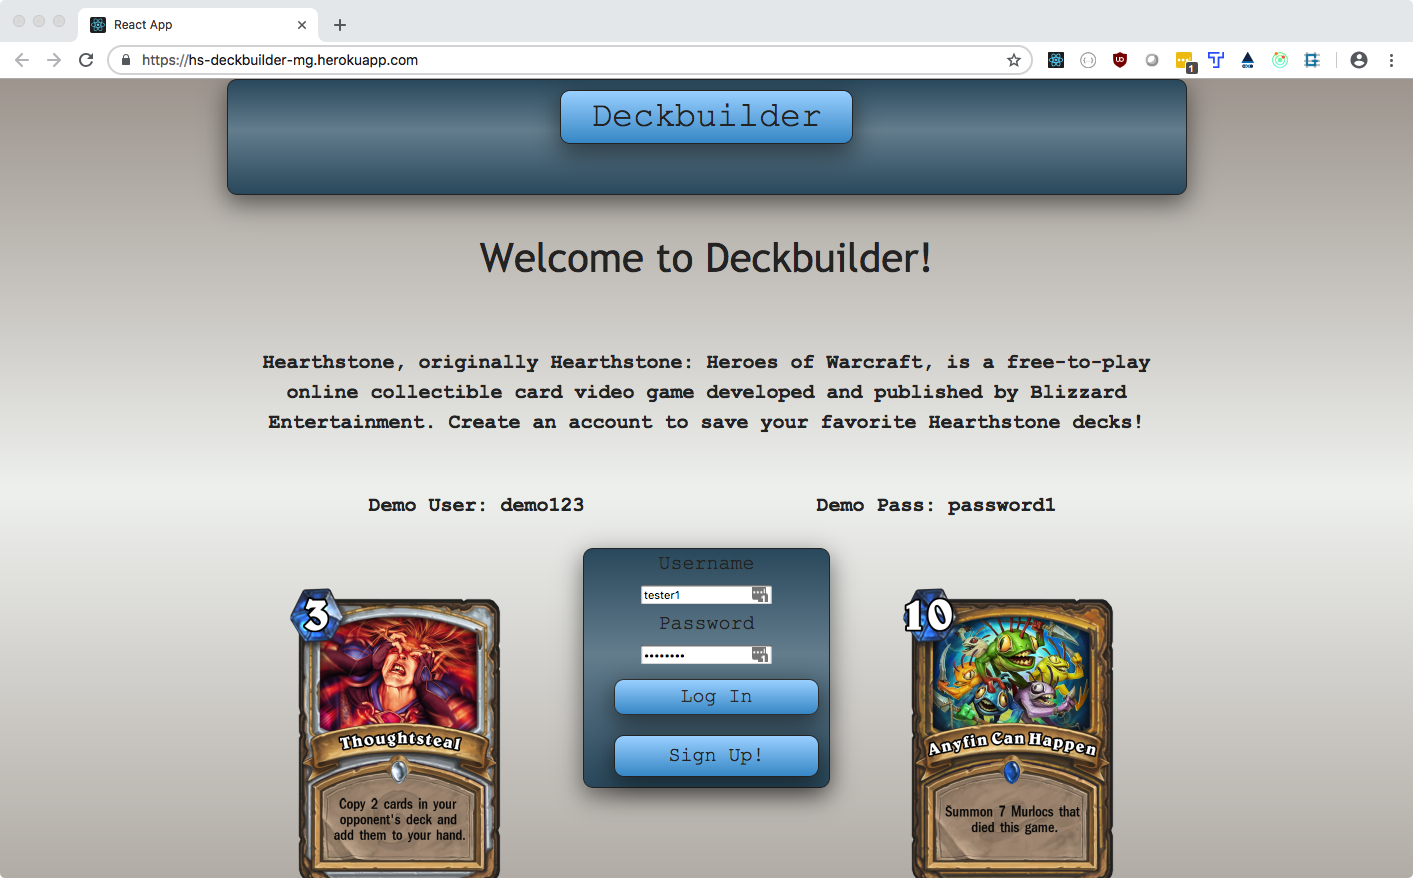 React App
https://hs-deckbuilder-mg.herokuapp.com
1
Deckbuilder
Welcome to Deckbuilder!
Hearthstone, originally Hearthstone: Heroes of Warcraft, is a free-to-play
online collectible card video game developed and published by Blizzard
Entertainment. Create an account to save your favorite Hearthstone decks!
Demo User: demo123
Demo Pass: password1
Username
tester1
Password
••••••••
Log In
Sign Up!
3
Thoughtsteal
Copy 2 cards in your
opponent's deck and
add them to your hand.
10
Anyfin Can Happen
Summon 7 Murlocs that
died this game.